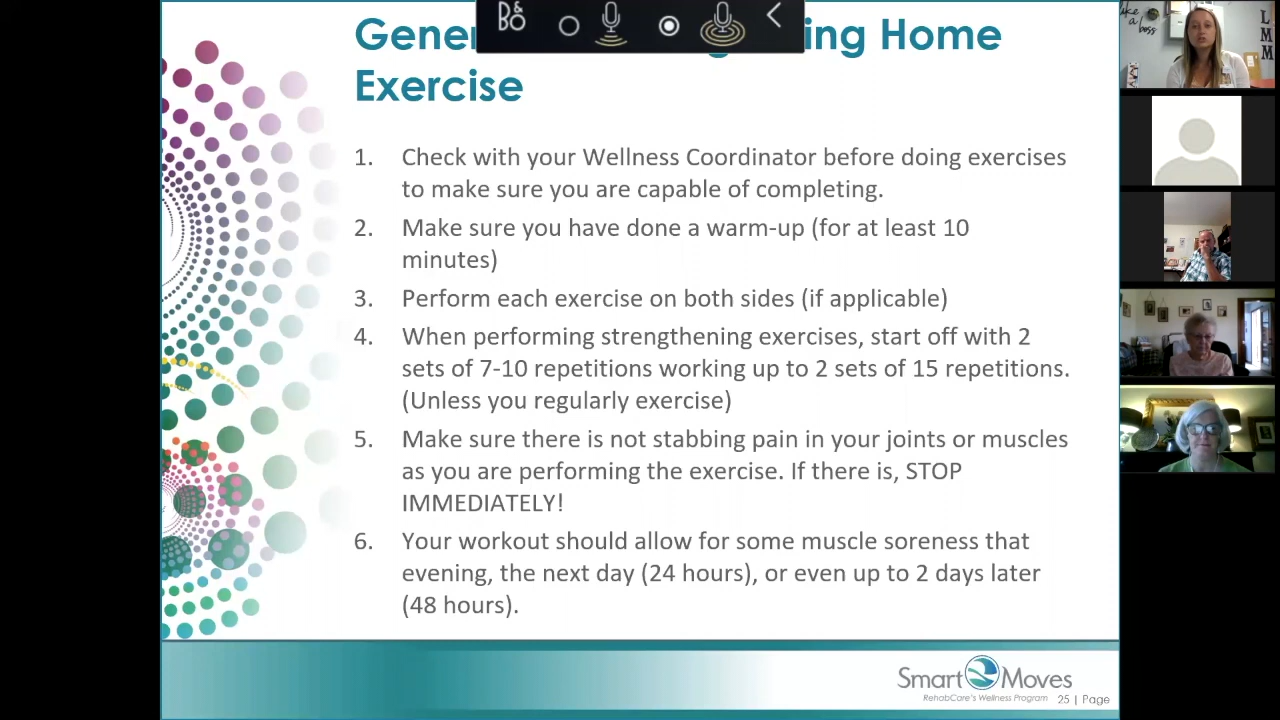 B&O
Gener ing Home
Exercise
1. Check with your Wellness Coordinator before doing exercises
to make sure you are capable of completing.
2. Make sure you have done a warm-up (for at least 10
minutes)
3. Perform each exercise on both sides (if applicable)
4. When performing strengthening exercises, start off with 2
sets of 7-10 repetitions working up to 2 sets of 15 repetitions.
(Unless you regularly exercise)
5. Make sure there is not stabbing pain in your joints or muscles
as you are performing the exercise. If there is, STOP
IMMEDIATELY!
6. Your workout should allow for some muscle soreness that
evening, the next day (24 hours), or even up to 2 days later
(48 hours).
Smart Moves
RehabCare's Wellness Program
25 | Page
like
a
boss
LMM